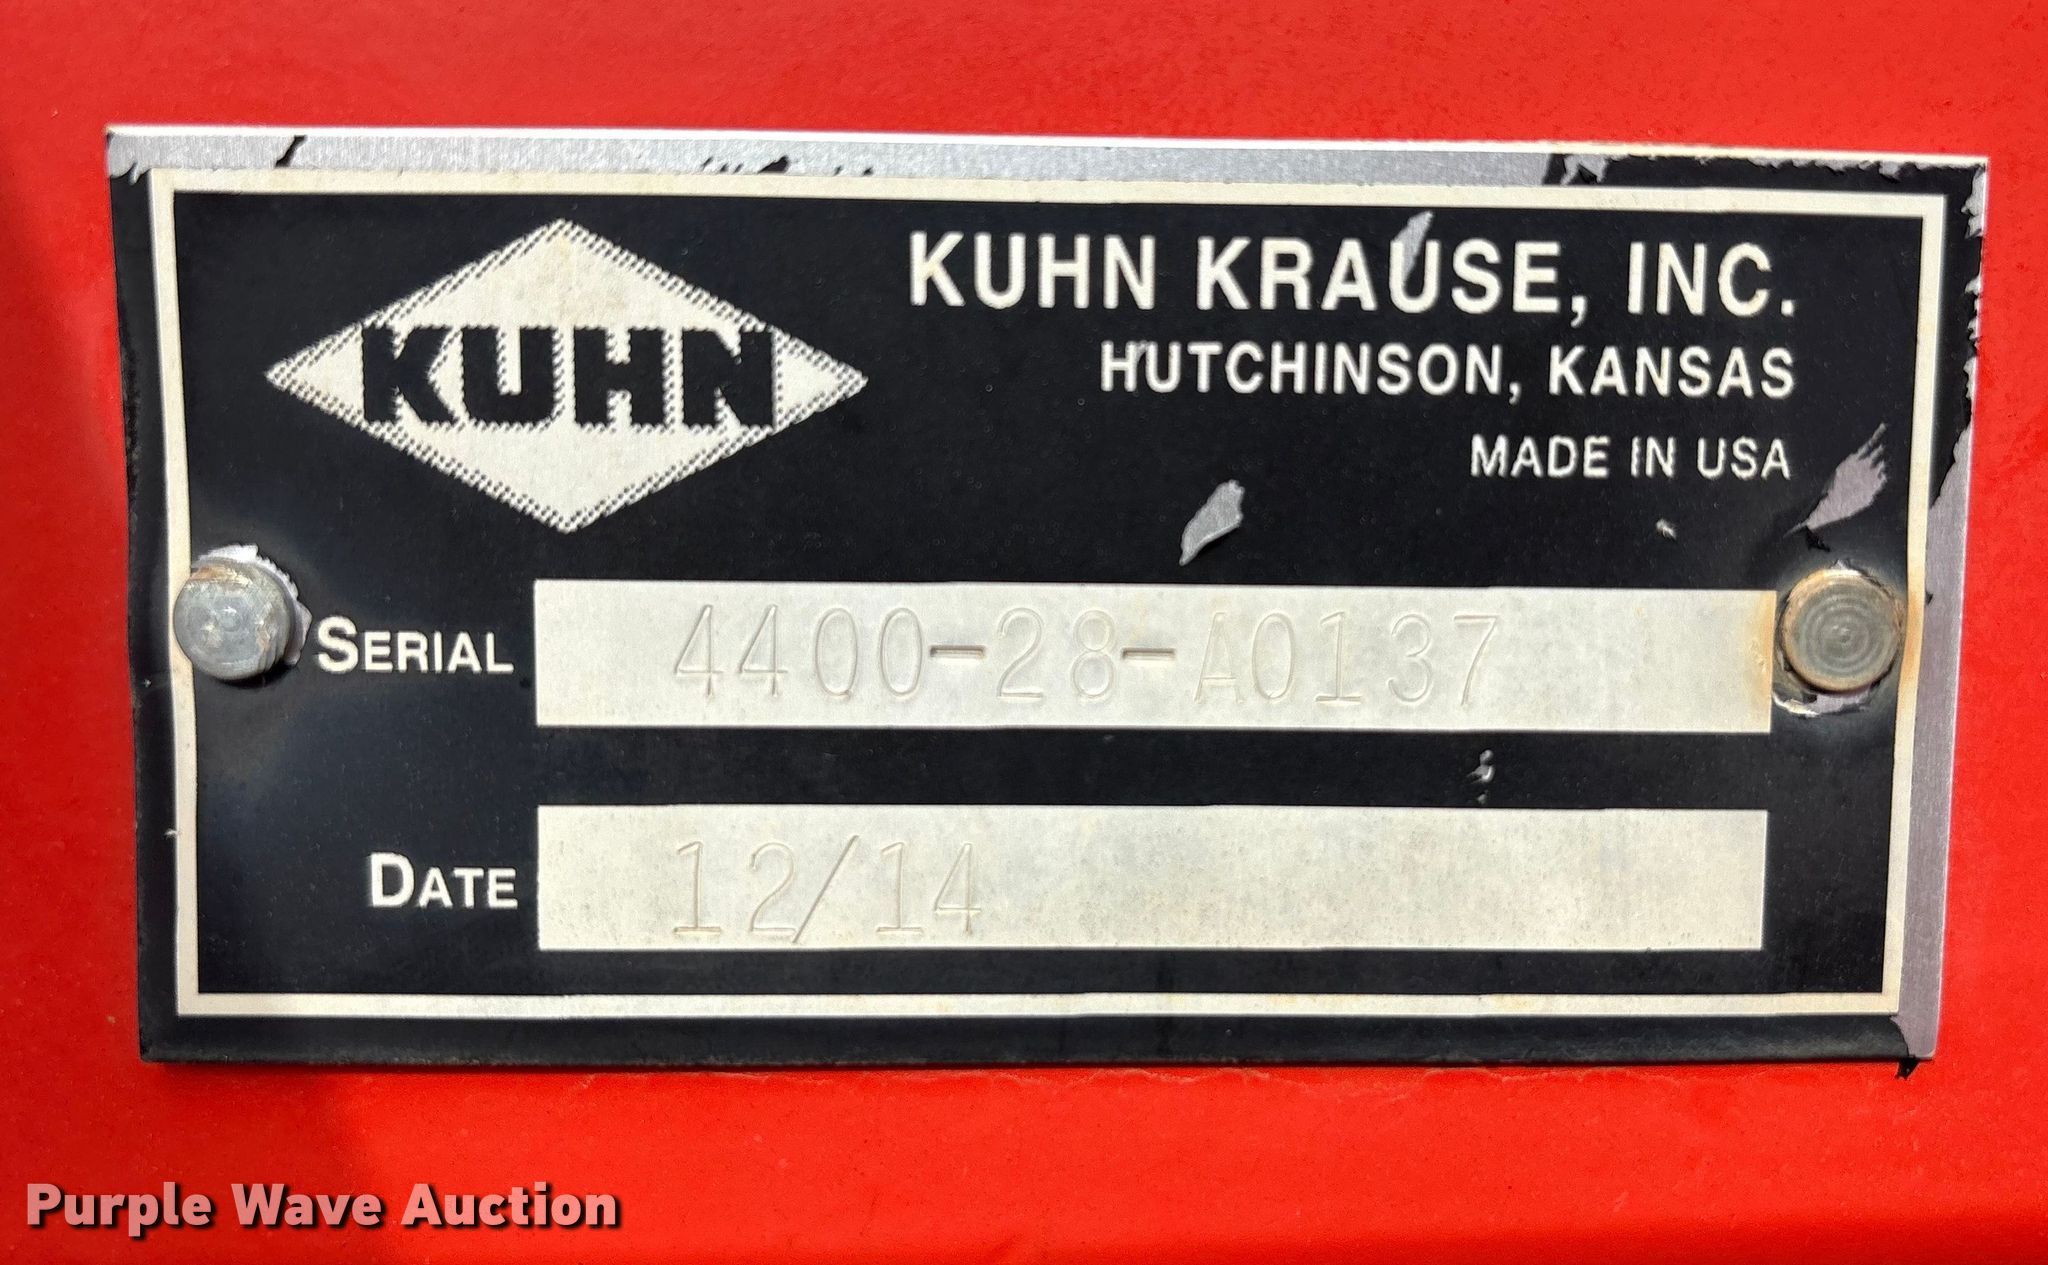 KUHN
KUHN KRAUSE, INC.
HUTCHINSON, KANSAS
MADE IN USA
SERIAL 4400-28-A0137
DATE 12/14
Purple Wave Auction